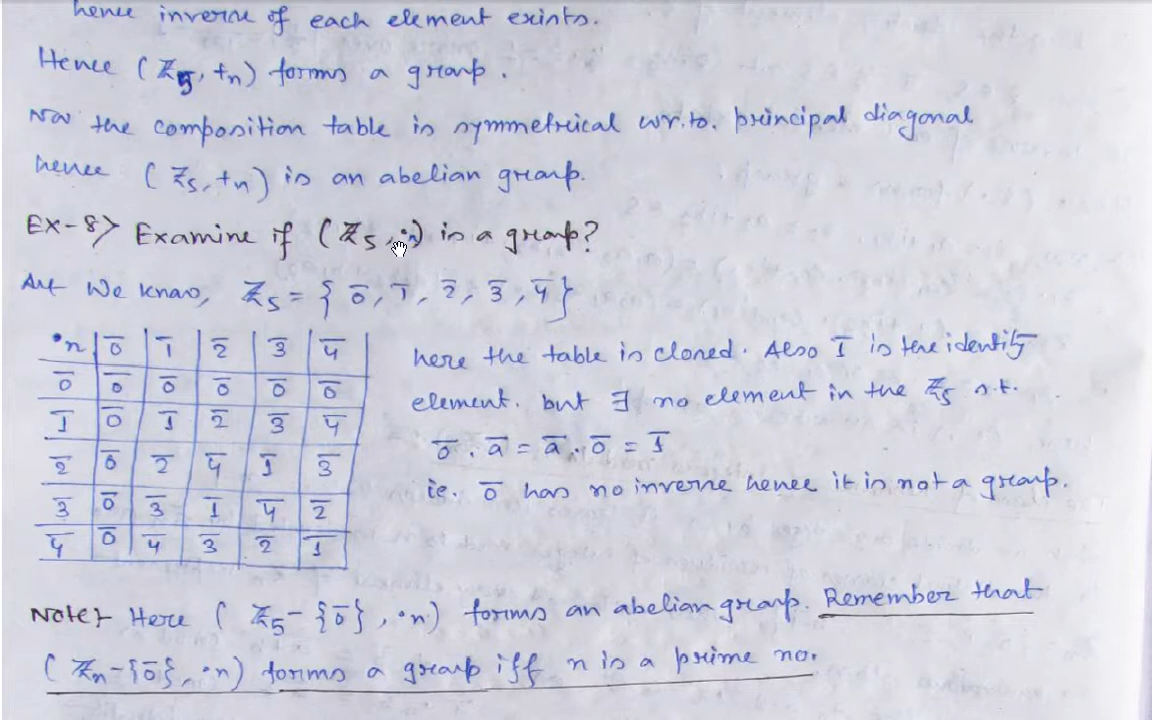 hence inverse of each element exists.
Hence (ℤ5, +n) forms a group.
Now the composition table is symmetrical w.r.to. principal diagonal
hence (ℤ5, +n) is an abelian group.
EX-8> Examine if (ℤ5, ·n) is a group?
Ans We know, ℤ5 = {0̅, 1̅, 2̅, 3̅, 4̅}
·n 0̅ 1̅ 2̅ 3̅ 4̅
0̅ 0̅ 0̅ 0̅ 0̅ 0̅
1̅ 0̅ 1̅ 2̅ 3̅ 4̅
2̅ 0̅ 2̅ 4̅ 1̅ 3̅
3̅ 0̅ 3̅ 1̅ 4̅ 2̅
4̅ 0̅ 4̅ 3̅ 2̅ 1̅
here the table is closed. Also 1̅ is the identity
element. but ∃ no element in the ℤ5 s.t.
0̅ . a̅ = a̅ . 0̅ = 1̅
ie. 0̅ has no inverse hence it is not a group.
Note> Here (ℤ5 - {0̅}, ·n) forms an abelian group. Remember that
(ℤn - {0̅}, ·n) forms a group iff n is a prime no.